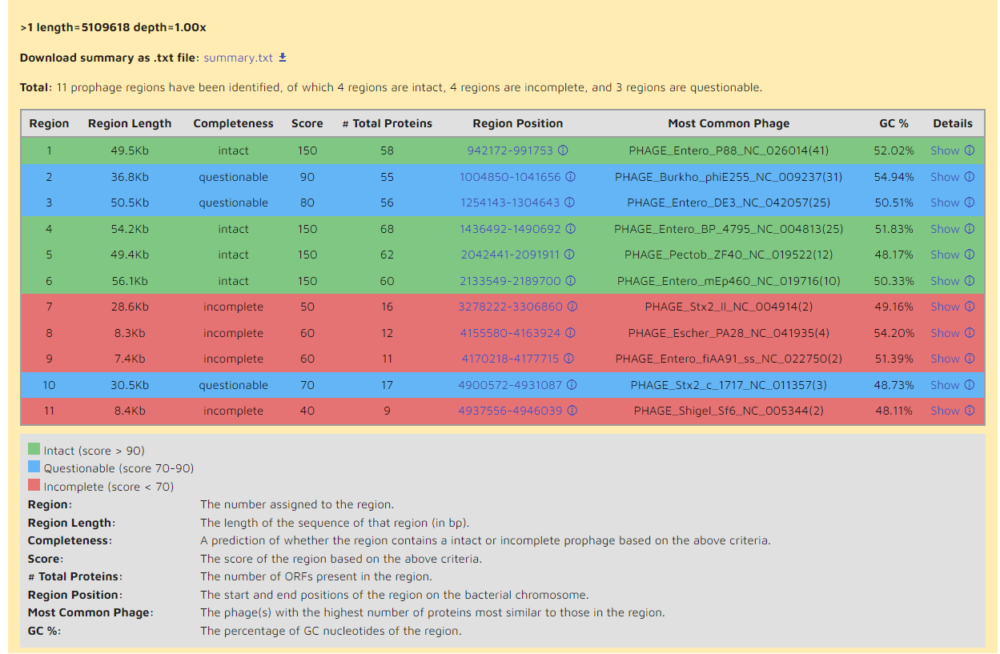 >1 length=5109618 depth=1.00x
Download summary as .txt file: summary.txt
Total: 11 prophage regions have been identified, of which 4 regions are intact, 4 regions are incomplete, and 3 regions are questionable.
Region Region Length Completeness Score # Total Proteins Region Position Most Common Phage GC % Details
1 49.5Kb intact 150 58 942172-991753 PHAGE_Entero_P88_NC_026014(41) 52.02% Show
2 36.8Kb questionable 90 55 1004850-1041656 PHAGE_Burkho_phiE255_NC_009237(31) 54.94% Show
3 50.5Kb questionable 80 56 1254143-1304643 PHAGE_Entero_DE3_NC_042057(25) 50.51% Show
4 54.2Kb intact 150 68 1436492-1490692 PHAGE_Entero_BP_4795_NC_004813(25) 51.83% Show
5 49.4Kb intact 150 62 2042441-2091911 PHAGE_Pectob_ZF40_NC_019522(12) 48.17% Show
6 56.1Kb intact 150 60 2133549-2189700 PHAGE_Entero_mEp460_NC_019716(10) 50.33% Show
7 28.6Kb incomplete 50 16 3278222-3306860 PHAGE_Stx2_II_NC_004914(2) 49.16% Show
8 8.3Kb incomplete 60 12 4155580-4163924 PHAGE_Escher_PA28_NC_041935(4) 54.20% Show
9 7.4Kb incomplete 60 11 4170218-4177715 PHAGE_Entero_fiAA91_ss_NC_022750(2) 51.39% Show
10 30.5Kb questionable 70 17 4900572-4931087 PHAGE_Stx2_c_1717_NC_011357(3) 48.73% Show
11 8.4Kb incomplete 40 9 4937556-4946039 PHAGE_Shigel_Sf6_NC_005344(2) 48.11% Show
Intact (score > 90)
Questionable (score 70-90)
Incomplete (score < 70)
Region: The number assigned to the region.
Region Length: The length of the sequence of that region (in bp).
Completeness: A prediction of whether the region contains a intact or incomplete prophage based on the above criteria.
Score: The score of the region based on the above criteria.
# Total Proteins: The number of ORFs present in the region.
Region Position: The start and end positions of the region on the bacterial chromosome.
Most Common Phage: The phage(s) with the highest number of proteins most similar to those in the region.
GC %: The percentage of GC nucleotides of the region.